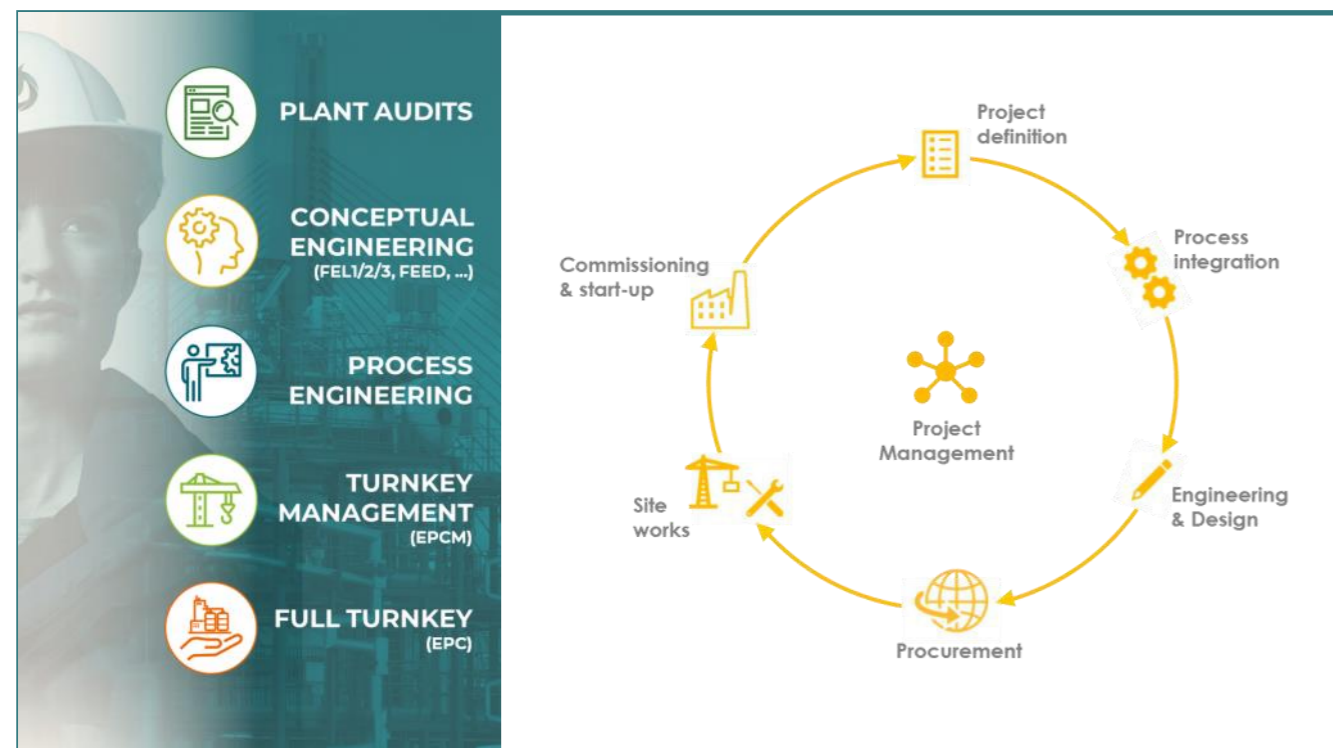 PLANT AUDITS
CONCEPTUAL
ENGINEERING
(FEL1/2/3, FEED, ...)
PROCESS
ENGINEERING
TURNKEY
MANAGEMENT
(EPCM)
FULL TURNKEY
(EPC)
Project
definition
Process
integration
Engineering
& Design
Procurement
Site
works
Commissioning
& start-up
Project
Management